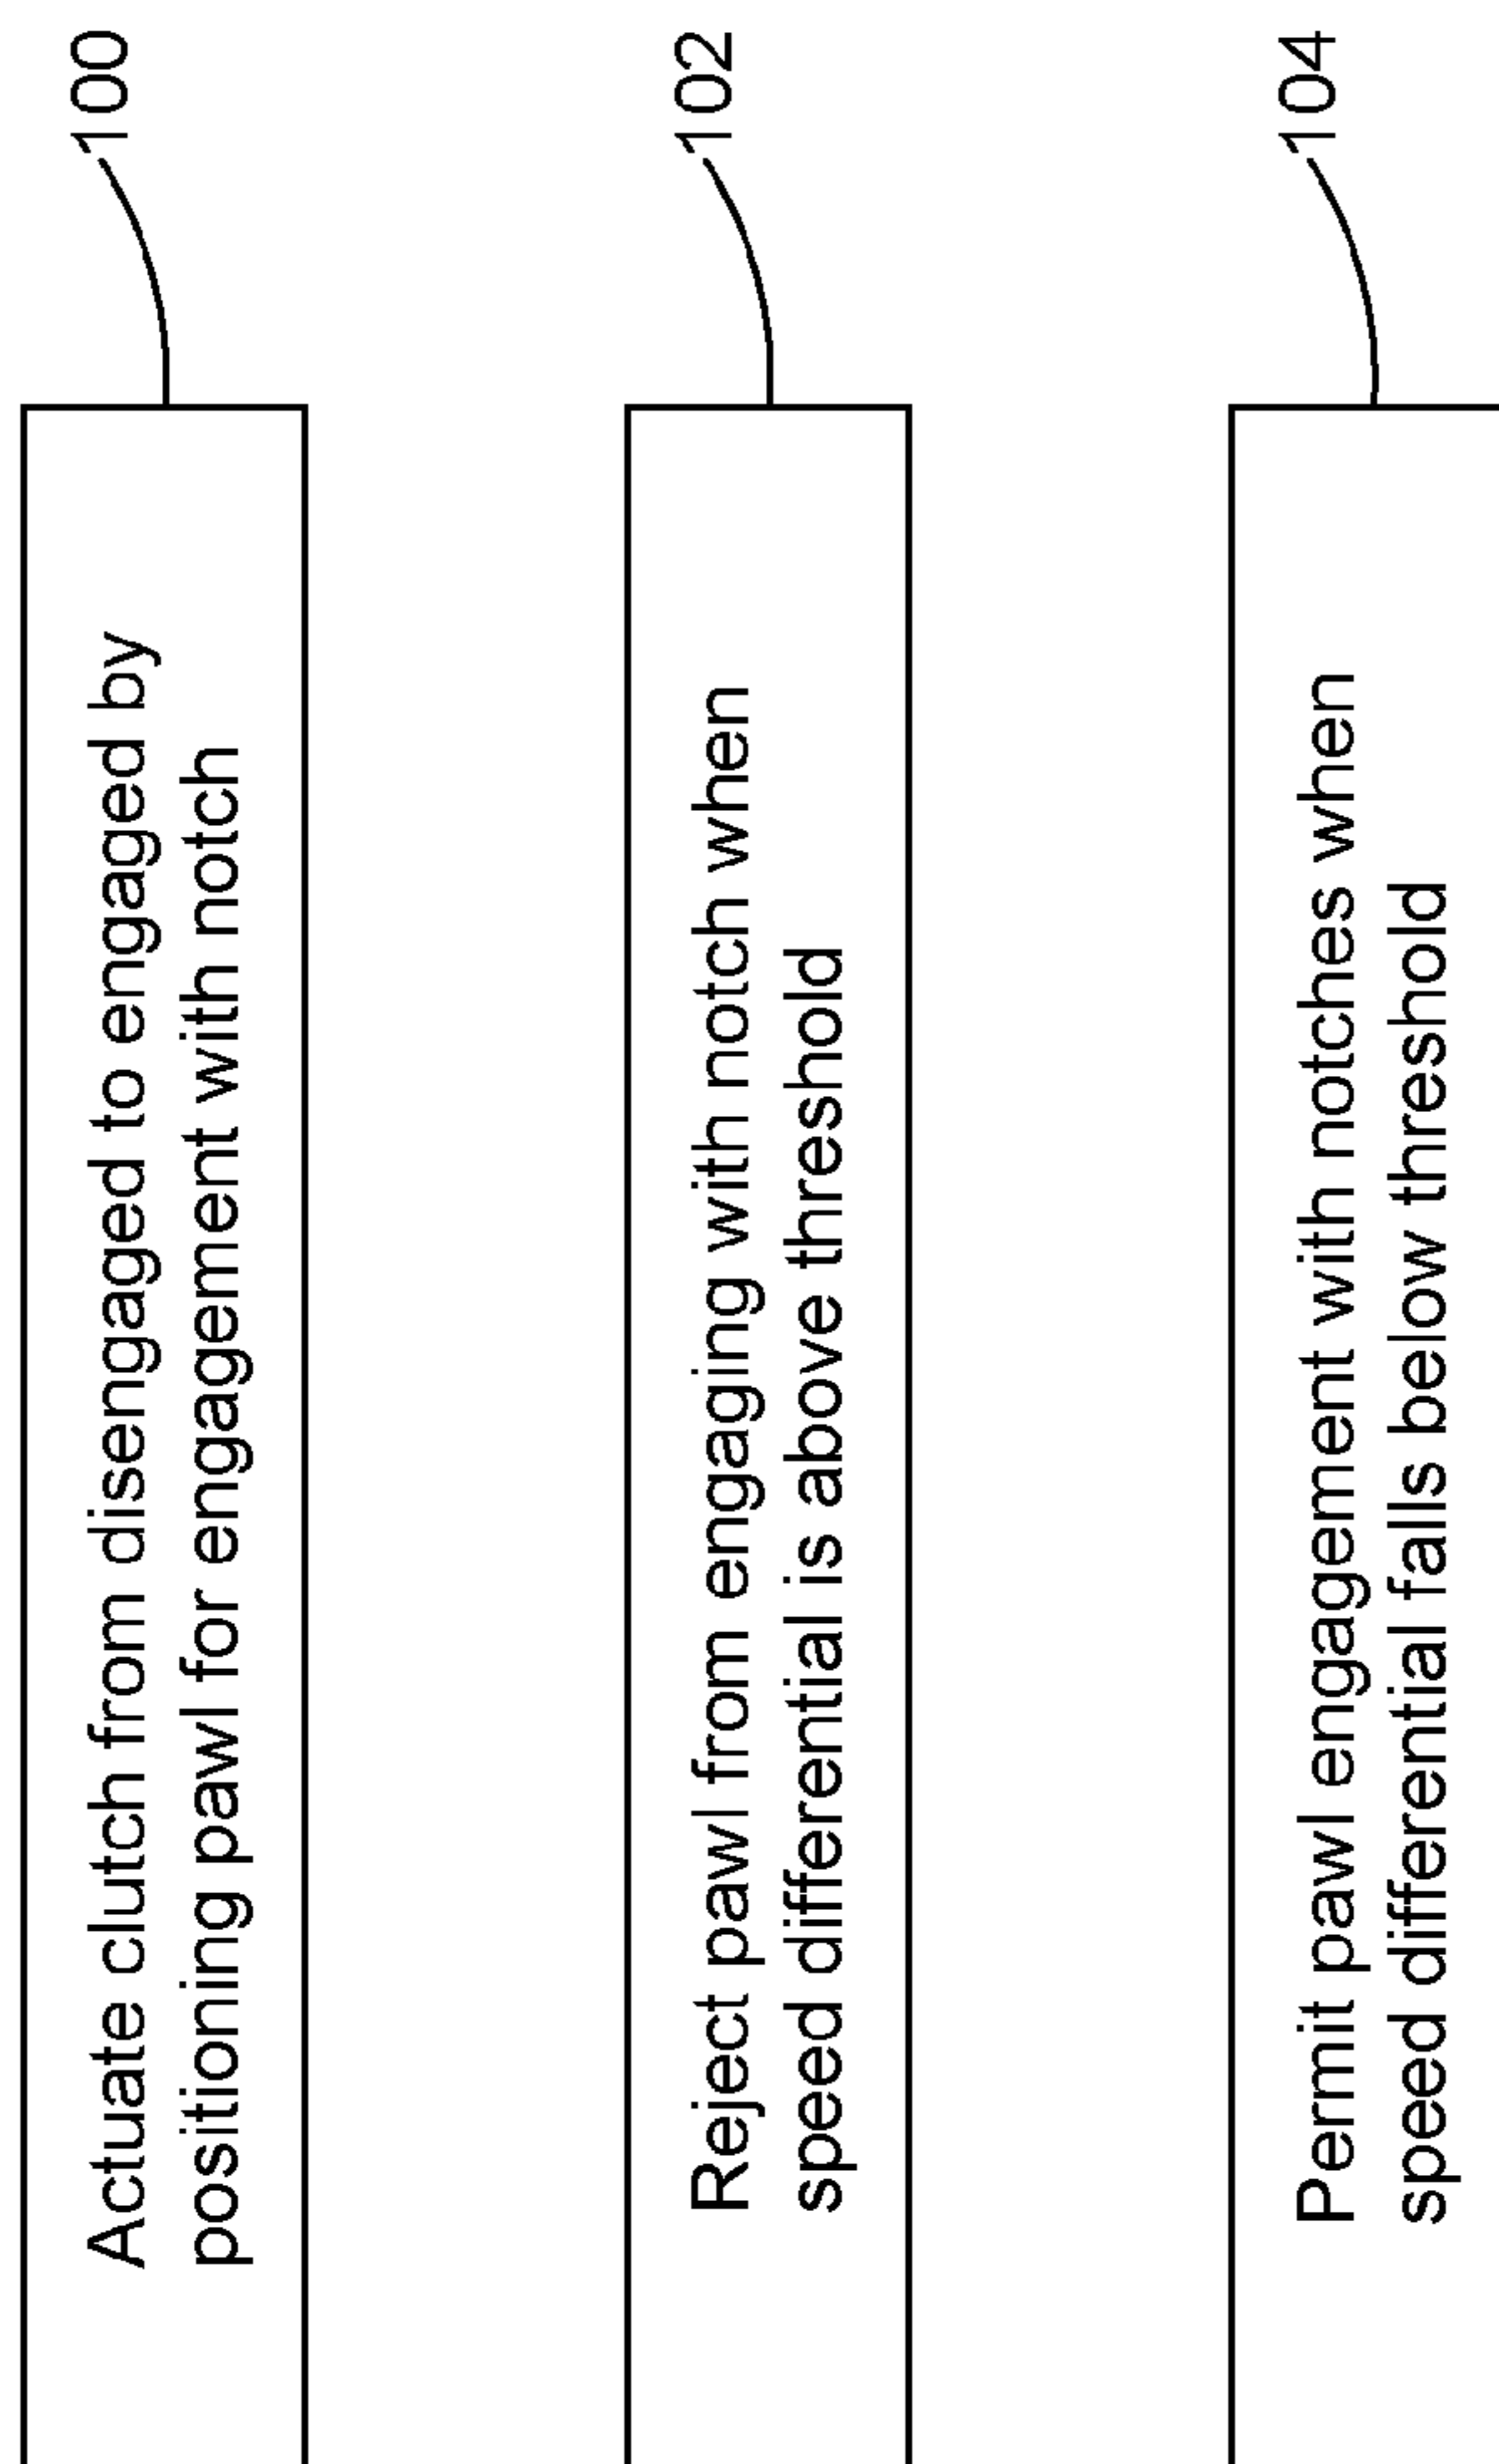 100
Actuate clutch from disengaged to engaged by
positioning pawl for engagement with notch
102
Reject pawl from engaging with notch when
speed differential is above threshold
104
Permit pawl engagement with notches when
speed differential falls below threshold